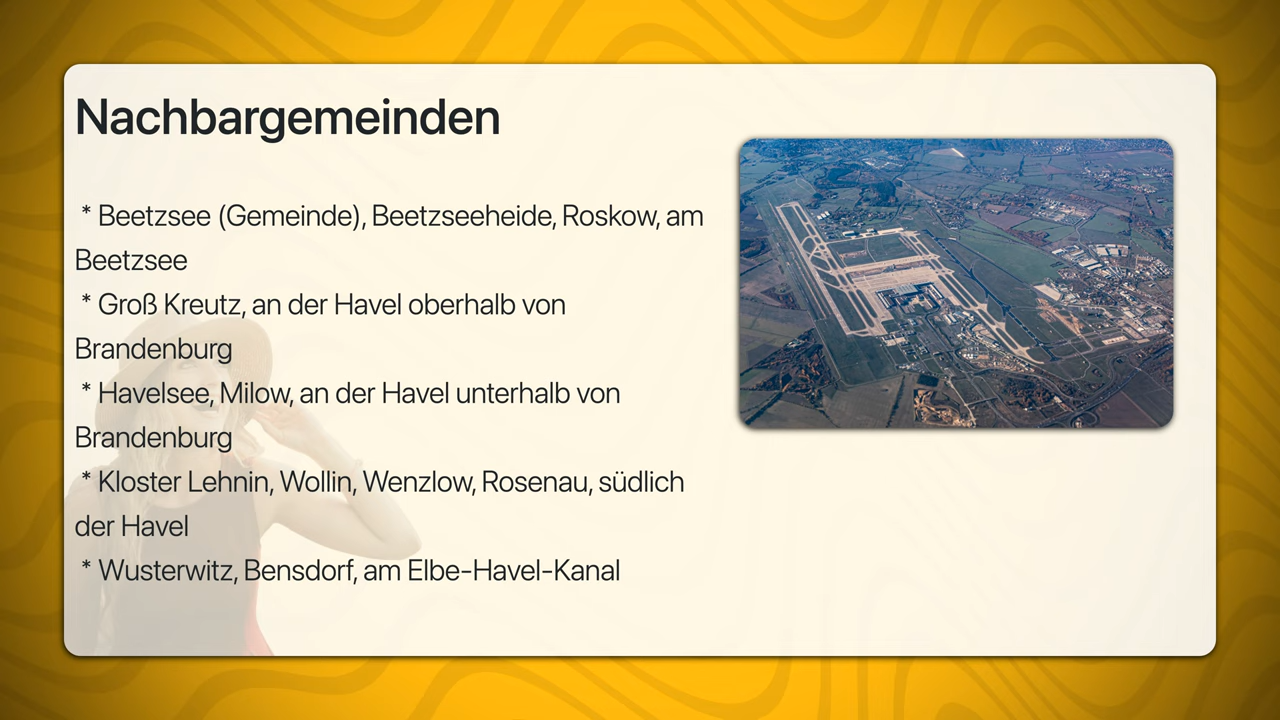 Nachbargemeinden
* Beetzsee (Gemeinde), Beetzseeheide, Roskow, am
Beetzsee
* Groß Kreutz, an der Havel oberhalb von
Brandenburg
* Havelsee, Milow, an der Havel unterhalb von
Brandenburg
* Kloster Lehnin, Wollin, Wenzlow, Rosenau, südlich
der Havel
* Wusterwitz, Bensdorf, am Elbe-Havel-Kanal